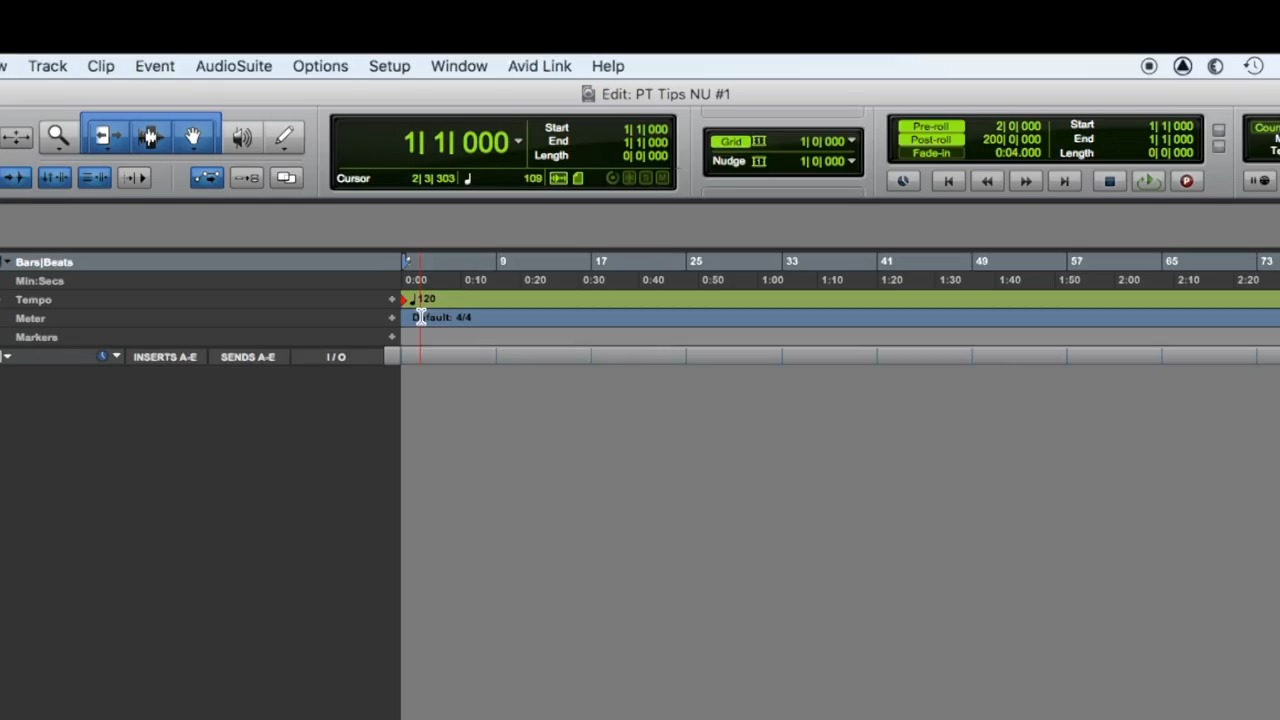 w Track Clip Event AudioSuite Options Setup Window Avid Link Help
Edit: PT Tips NU #1
1| 1| 000
Start 1| 1| 000
End 1| 1| 000
Length 0| 0| 000
Cursor 2| 3| 303 109
Grid 1| 0| 000
Nudge 1| 0| 000
Pre-roll 2| 0| 000
Post-roll 200| 0| 000
Fade-in 0:04.000
Start 1| 1| 000
End 1| 1| 000
Length 0| 0| 000
Coun
Te
Bars|Beats 9 17 25 33 41 49 57 65 73
Min:Secs 0:00 0:10 0:20 0:30 0:40 0:50 1:00 1:10 1:20 1:30 1:40 1:50 2:00 2:10 2:20
Tempo + 120
Meter + Default: 4/4
Markers +
INSERTS A-E SENDS A-E I / O